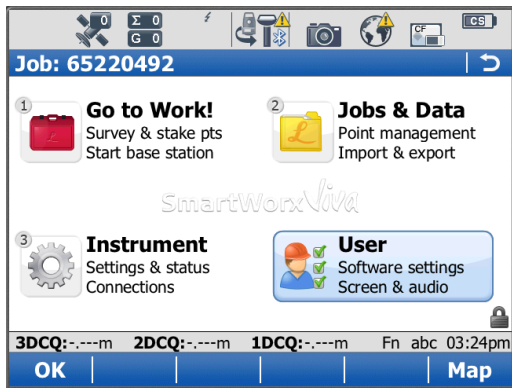 0
Σ 0
G 0
CF
CS
Job: 65220492
1
Go to Work!
Survey & stake pts
Start base station
2
Jobs & Data
Point management
Import & export
SmartWorx Viva
3
Instrument
Settings & status
Connections
User
Software settings
Screen & audio
3DCQ:-.---m 2DCQ:-.---m 1DCQ:-.---m Fn abc 03:24pm
OK Map